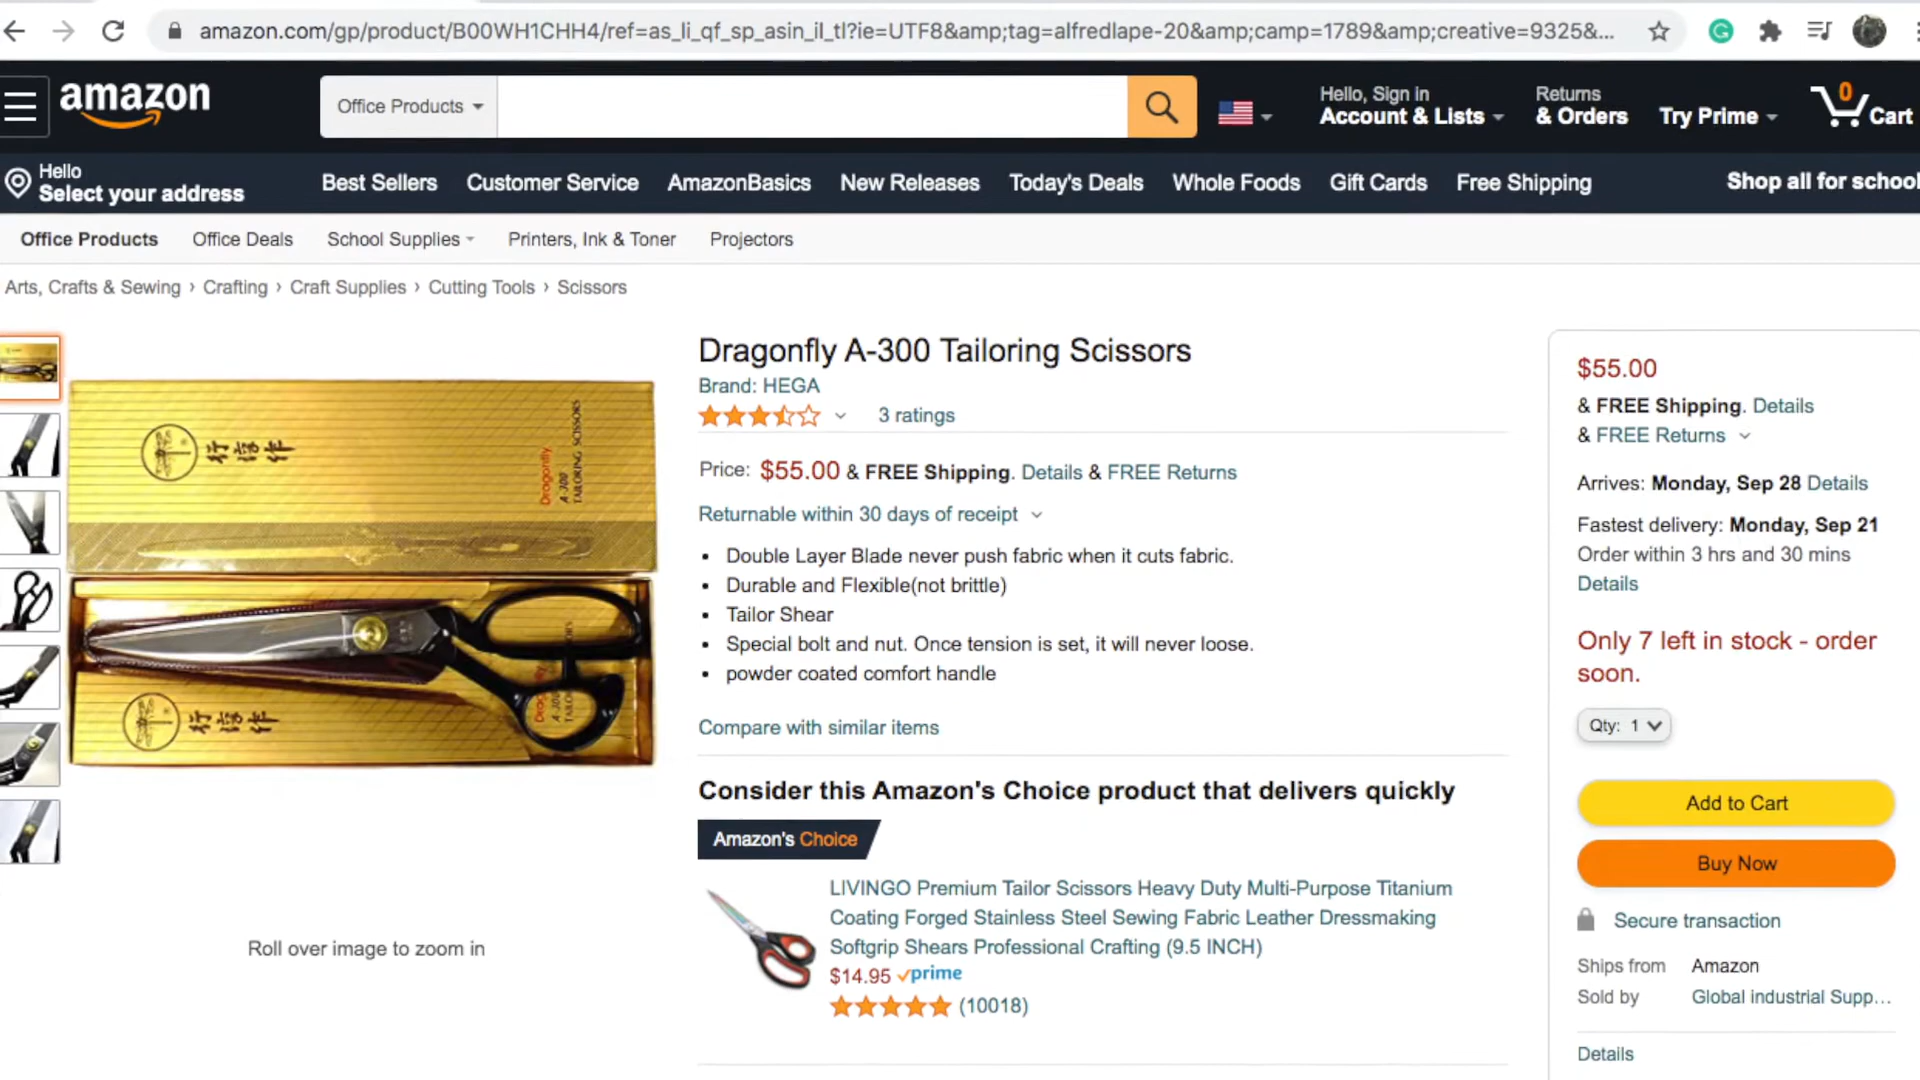 amazon.com/gp/product/B00WH1CHH4/ref=as_li_qf_sp_asin_il_tl?ie=UTF8&amp;tag=alfredlape-20&amp;camp=1789&amp;creative=9325&...
amazon
Office Products
Hello, Sign in
Account & Lists
Returns
& Orders
Try Prime
0
Cart
Hello
Select your address
Best Sellers
Customer Service
AmazonBasics
New Releases
Today's Deals
Whole Foods
Gift Cards
Free Shipping
Shop all for school
Office Products
Office Deals
School Supplies
Printers, Ink & Toner
Projectors
Arts, Crafts & Sewing › Crafting › Craft Supplies › Cutting Tools › Scissors
行信作
Dragonfly
A-300
TAILORING SCISSORS
行信作
Roll over image to zoom in
Dragonfly A-300 Tailoring Scissors
Brand: HEGA
3 ratings
Price: $55.00 & FREE Shipping. Details & FREE Returns
Returnable within 30 days of receipt
• Double Layer Blade never push fabric when it cuts fabric.
• Durable and Flexible(not brittle)
• Tailor Shear
• Special bolt and nut. Once tension is set, it will never loose.
• powder coated comfort handle
Compare with similar items
Consider this Amazon's Choice product that delivers quickly
Amazon's Choice
LIVINGO Premium Tailor Scissors Heavy Duty Multi-Purpose Titanium
Coating Forged Stainless Steel Sewing Fabric Leather Dressmaking
Softgrip Shears Professional Crafting (9.5 INCH)
$14.95 prime
(10018)
$55.00
& FREE Shipping. Details
& FREE Returns
Arrives: Monday, Sep 28 Details
Fastest delivery: Monday, Sep 21
Order within 3 hrs and 30 mins
Details
Only 7 left in stock - order
soon.
Qty: 1
Add to Cart
Buy Now
Secure transaction
Ships from Amazon
Sold by Global industrial Supp...
Details